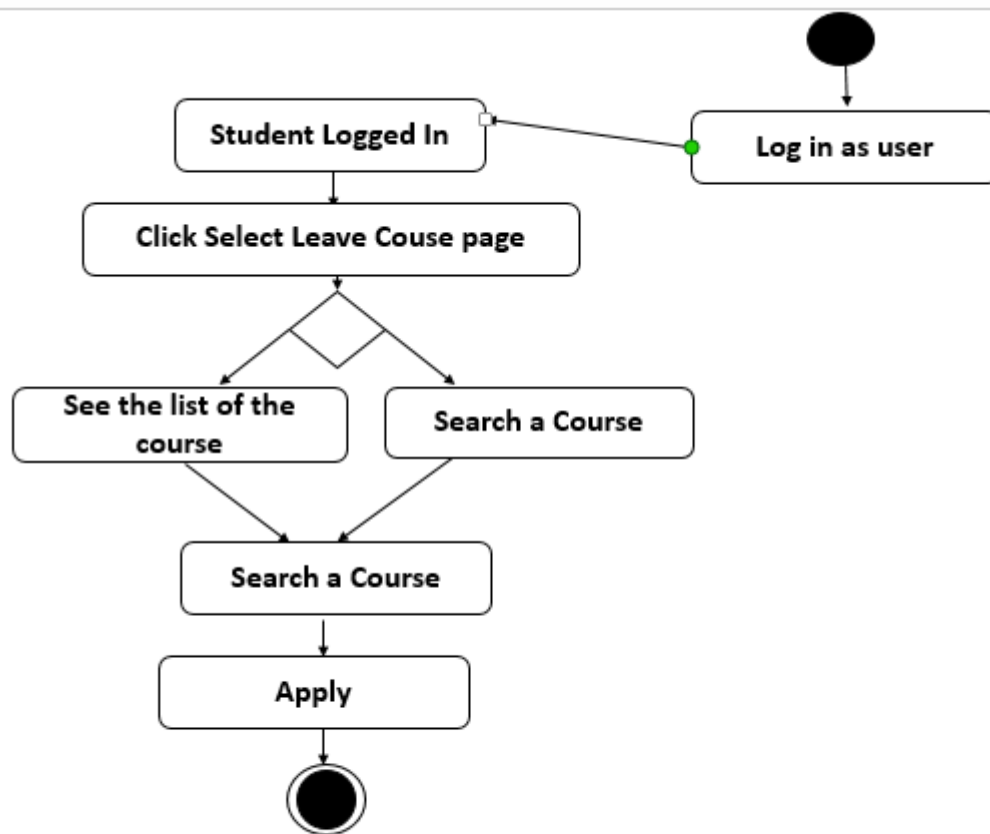 Log in as user
Student Logged In
Click Select Leave Couse page
See the list of the
course
Search a Course
Search a Course
Apply